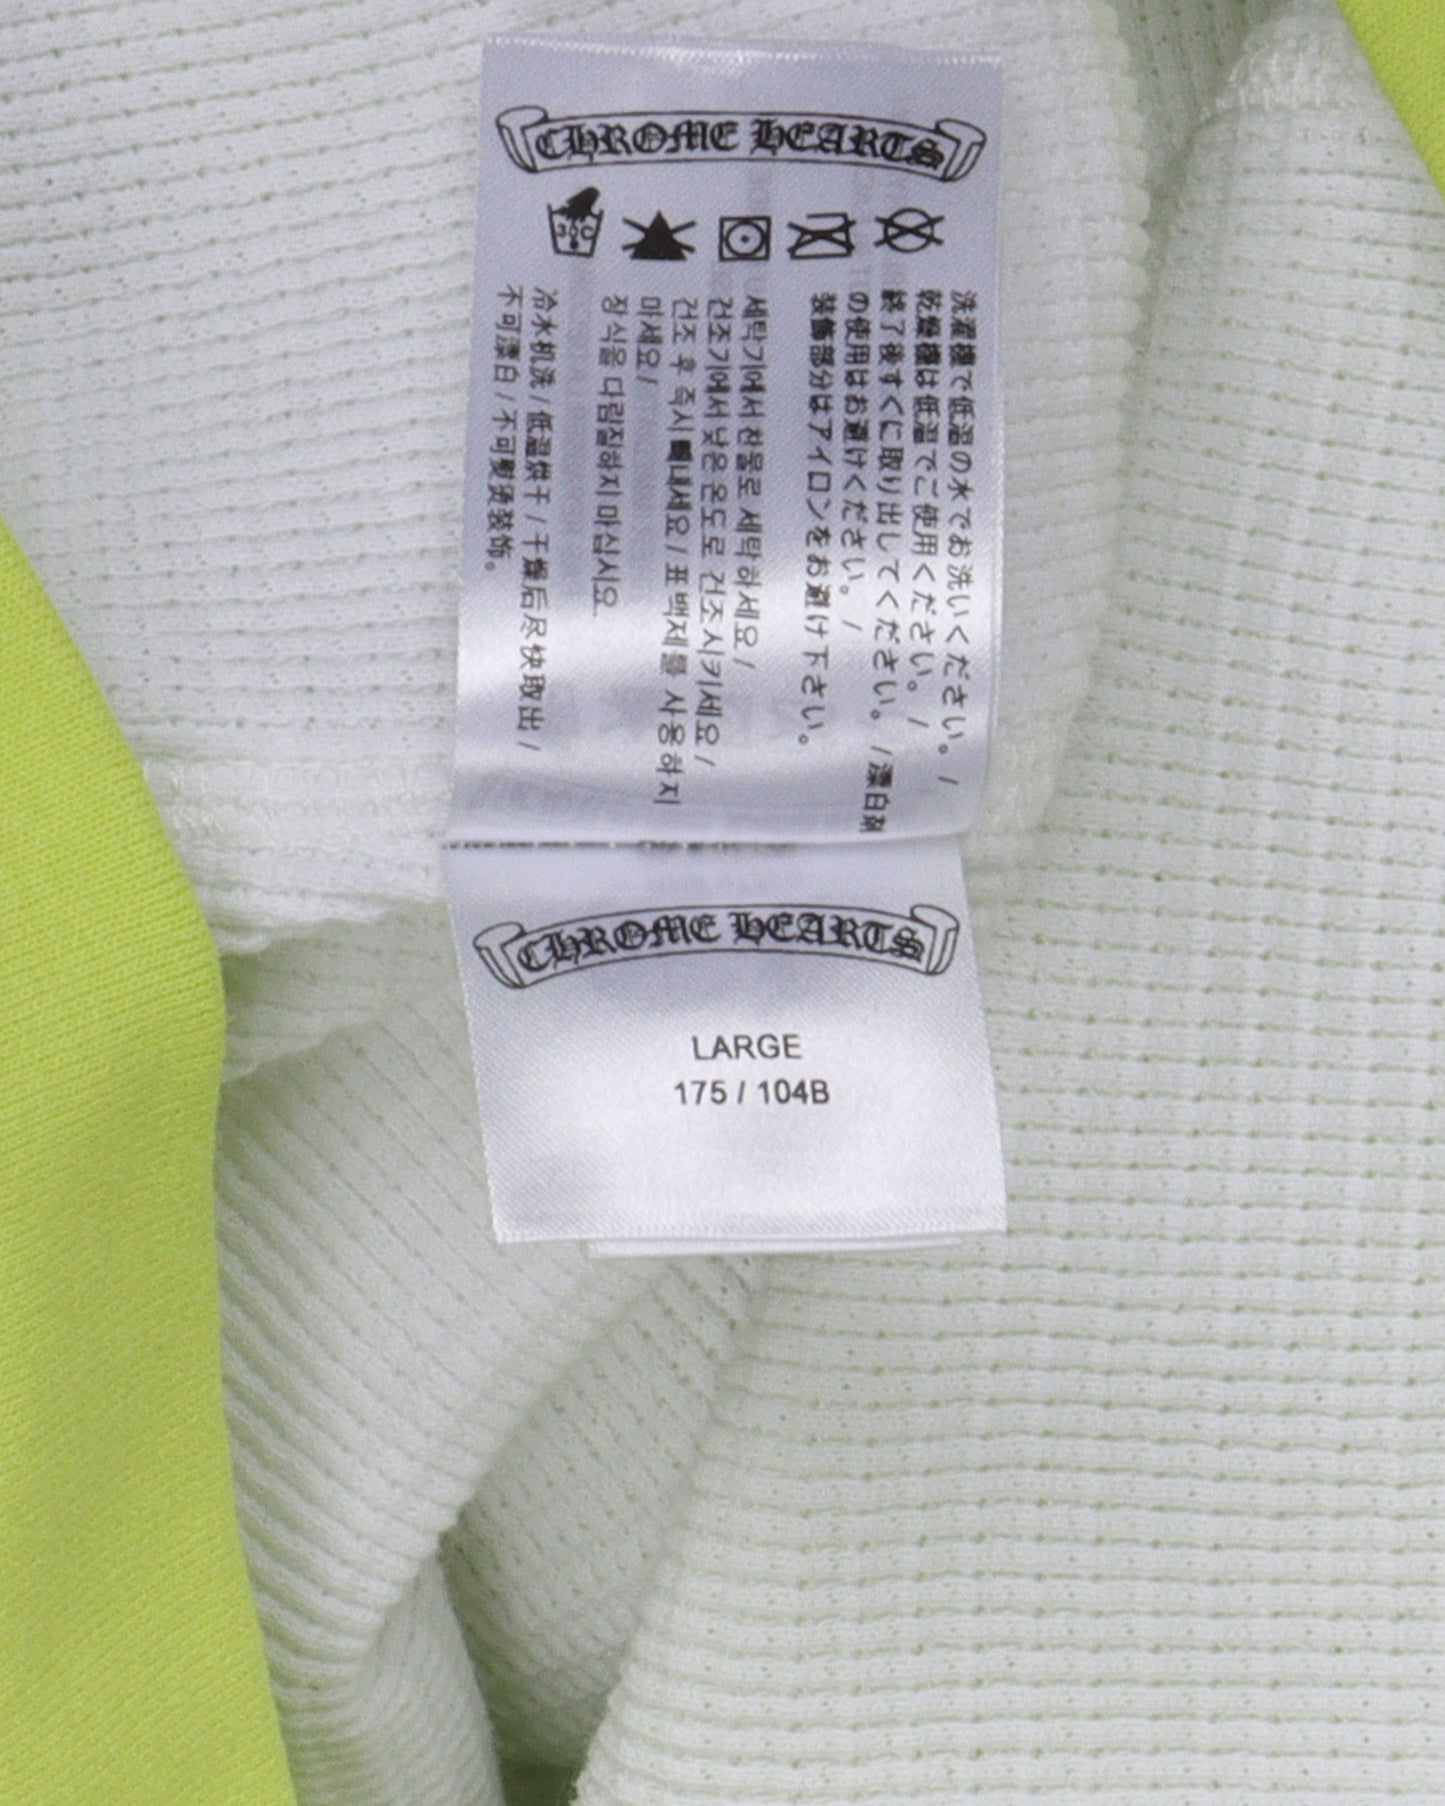 CHROME HEARTS
30C
洗濯機で低温の水でお洗いください。/
乾燥機は低温でご使用ください。/
終了後すぐに取り出してください。/漂白剤
の使用はお避けください。/
装飾部分はアイロンをお避け下さい。
세탁기에서 찬물로 세탁하세요 /
건조기에서 낮은 온도로 건조시키세요 /
건조 후 즉시 빼내세요 / 표백제를 사용하지
마세요 /
장식을 다림질하지 마십시요
冷水机洗 / 低温烘干 / 干燥后尽快取出 /
不可漂白 / 不可熨烫装饰。
CHROME HEARTS
LARGE
175 / 104B